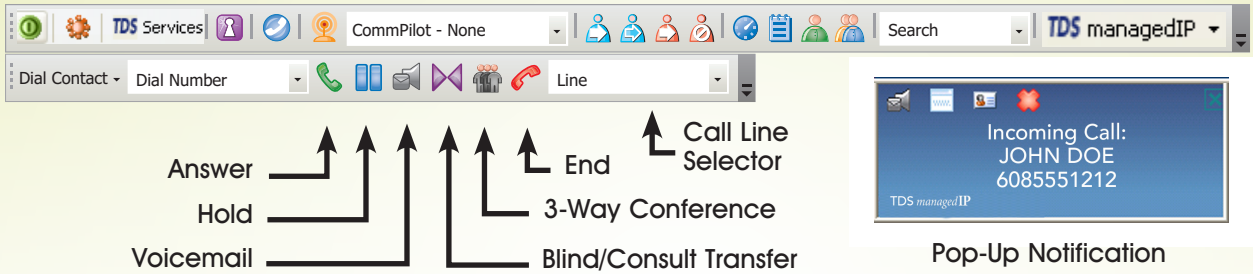 TDS Services CommPilot - None Search TDS managedIP
Dial Contact Dial Number Line
www.
Incoming Call:
JOHN DOE
6085551212
TDS managedIP
Pop-Up Notification
Answer
Hold
Voicemail
End
3-Way Conference
Blind/Consult Transfer
Call Line
Selector